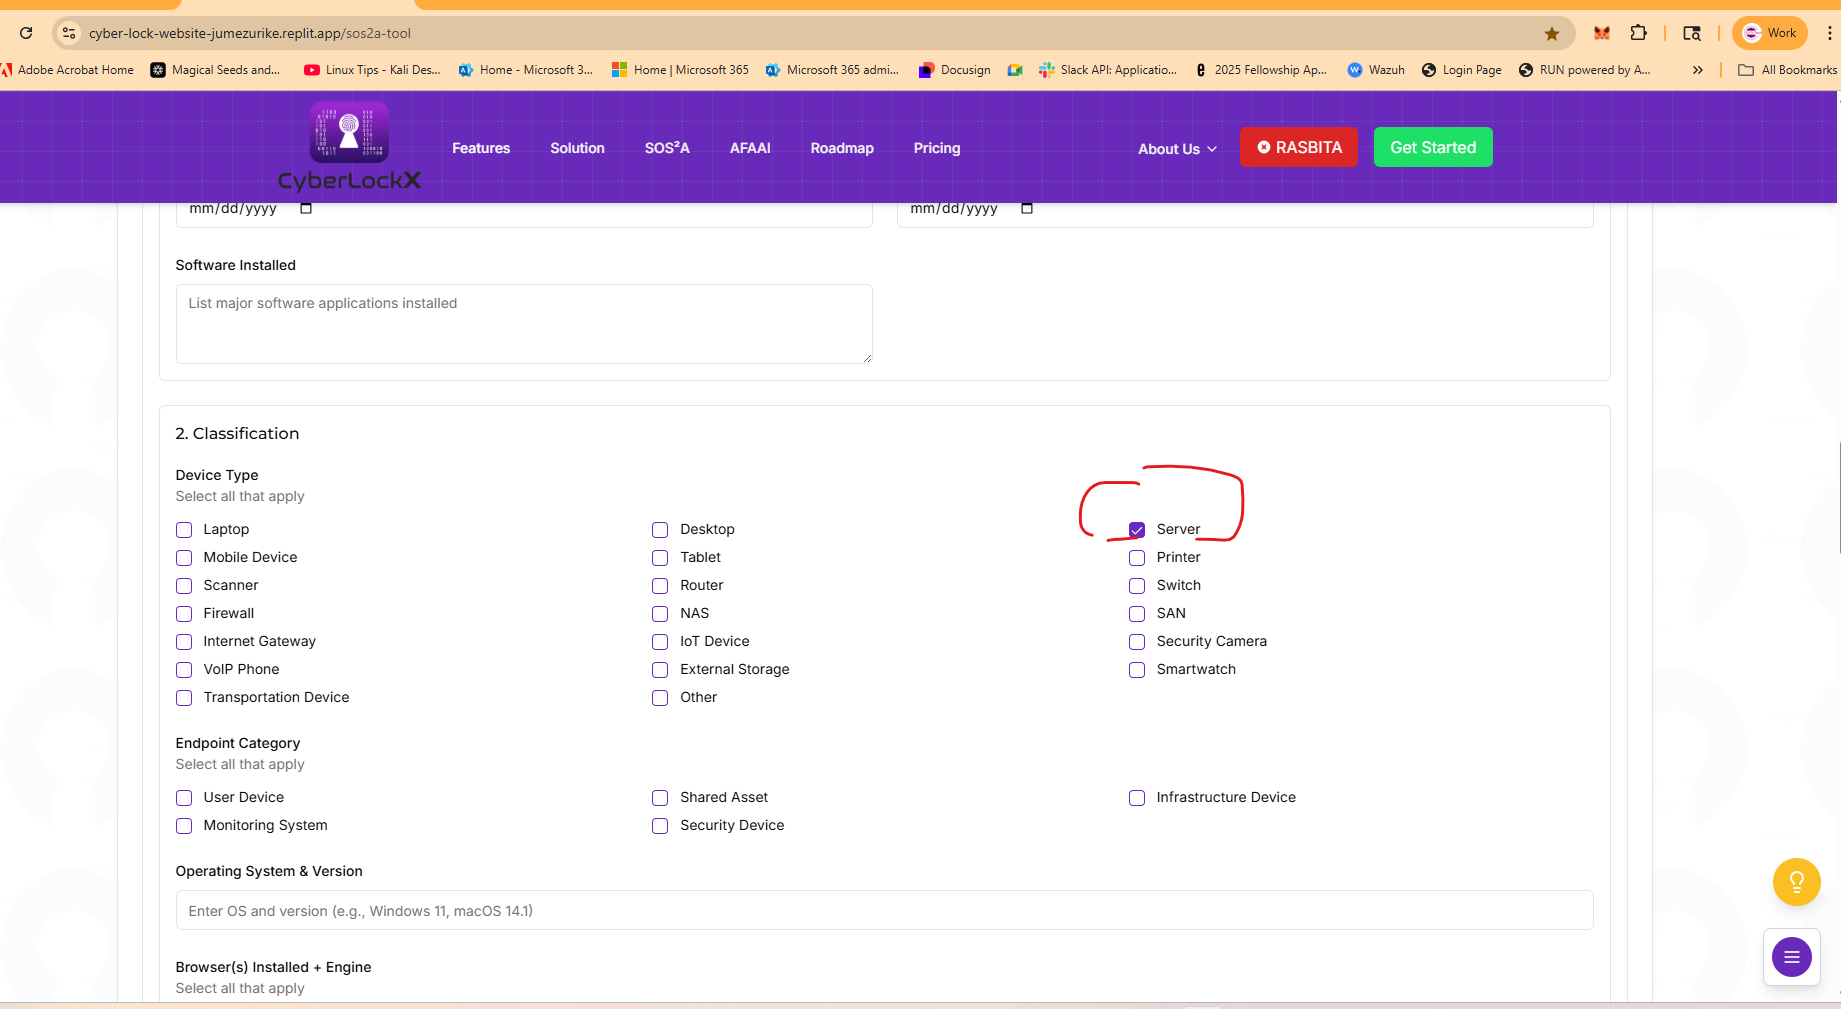 cyber-lock-website-jumezurike.replit.app/sos2a-tool
Work
Adobe Acrobat Home
Magical Seeds and...
Linux Tips - Kali Des...
Home - Microsoft 3...
Home | Microsoft 365
Microsoft 365 admi...
Docusign
Slack API: Applicatio...
2025 Fellowship Ap...
Wazuh
Login Page
RUN powered by A...
All Bookmarks
CyberLockX
Features
Solution
SOS²A
AFAAI
Roadmap
Pricing
About Us
RASBITA
Get Started
mm/dd/yyyy
mm/dd/yyyy
Software Installed
List major software applications installed
2. Classification
Device Type
Select all that apply
Laptop
Desktop
Server
Mobile Device
Tablet
Printer
Scanner
Router
Switch
Firewall
NAS
SAN
Internet Gateway
IoT Device
Security Camera
VoIP Phone
External Storage
Smartwatch
Transportation Device
Other
Endpoint Category
Select all that apply
User Device
Shared Asset
Infrastructure Device
Monitoring System
Security Device
Operating System & Version
Enter OS and version (e.g., Windows 11, macOS 14.1)
Browser(s) Installed + Engine
Select all that apply